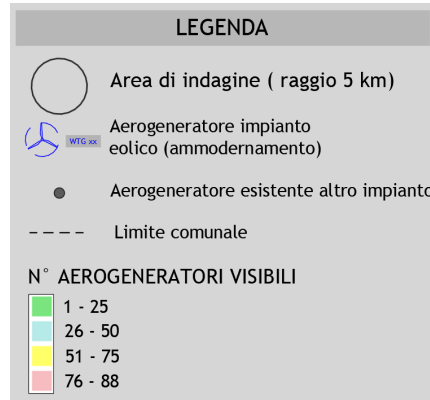 LEGENDA
Area di indagine ( raggio 5 km)
WTG xx
Aerogeneratore impianto
eolico (ammodernamento)
Aerogeneratore esistente altro impianto
Limite comunale
N° AEROGENERATORI VISIBILI
1 - 25
26 - 50
51 - 75
76 - 88